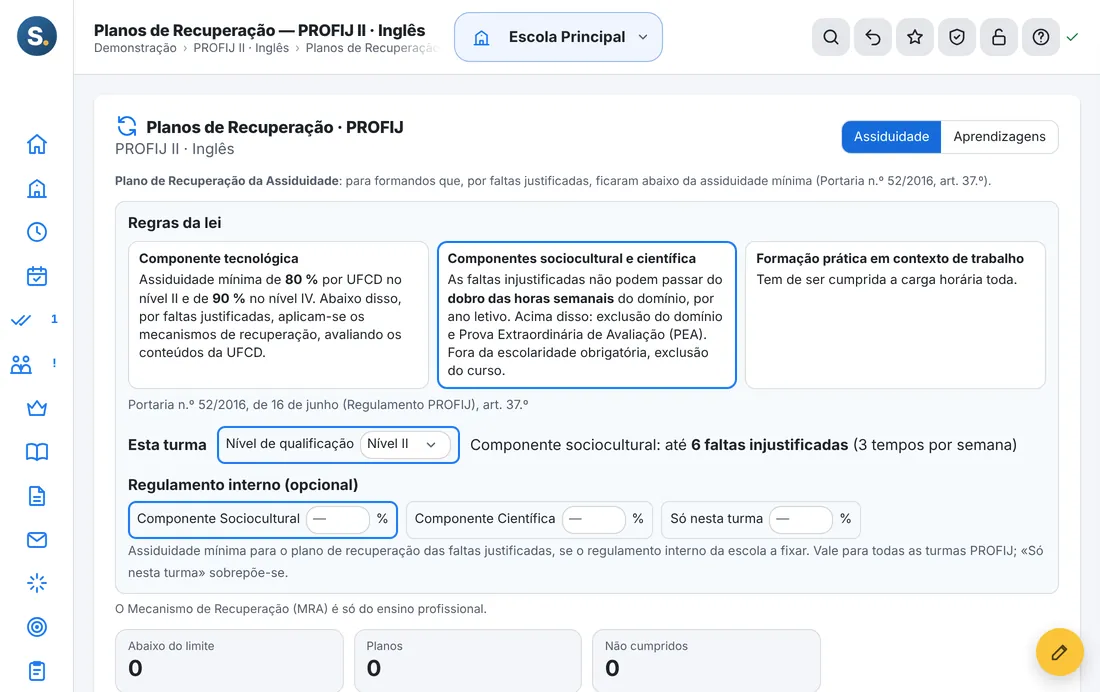 S.
Planos de Recuperação — PROFIJ II · Inglês
Demonstração › PROFIJ II · Inglês › Planos de Recuperação
Escola Principal
Planos de Recuperação · PROFIJ
PROFIJ II · Inglês
Assiduidade
Aprendizagens
Plano de Recuperação da Assiduidade: para formandos que, por faltas justificadas, ficaram abaixo da assiduidade mínima (Portaria n.º 52/2016, art. 37.º).
Regras da lei
Componente tecnológica
Assiduidade mínima de 80 % por UFCD no
nível II e de 90 % no nível IV. Abaixo disso,
por faltas justificadas, aplicam-se os
mecanismos de recuperação, avaliando os
conteúdos da UFCD.
Componentes sociocultural e científica
As faltas injustificadas não podem passar do
dobro das horas semanais do domínio, por
ano letivo. Acima disso: exclusão do domínio
e Prova Extraordinária de Avaliação (PEA).
Fora da escolaridade obrigatória, exclusão
do curso.
Formação prática em contexto de trabalho
Tem de ser cumprida a carga horária toda.
Portaria n.º 52/2016, de 16 de junho (Regulamento PROFIJ), art. 37.º
Esta turma
Nível de qualificação Nível II
Componente sociocultural: até 6 faltas injustificadas (3 tempos por semana)
Regulamento interno (opcional)
Componente Sociocultural — %
Componente Científica — %
Só nesta turma — %
Assiduidade mínima para o plano de recuperação das faltas justificadas, se o regulamento interno da escola a fixar. Vale para todas as turmas PROFIJ; «Só
nesta turma» sobrepõe-se.
O Mecanismo de Recuperação (MRA) é só do ensino profissional.
Abaixo do limite
0
Planos
0
Não cumpridos
0
1
!